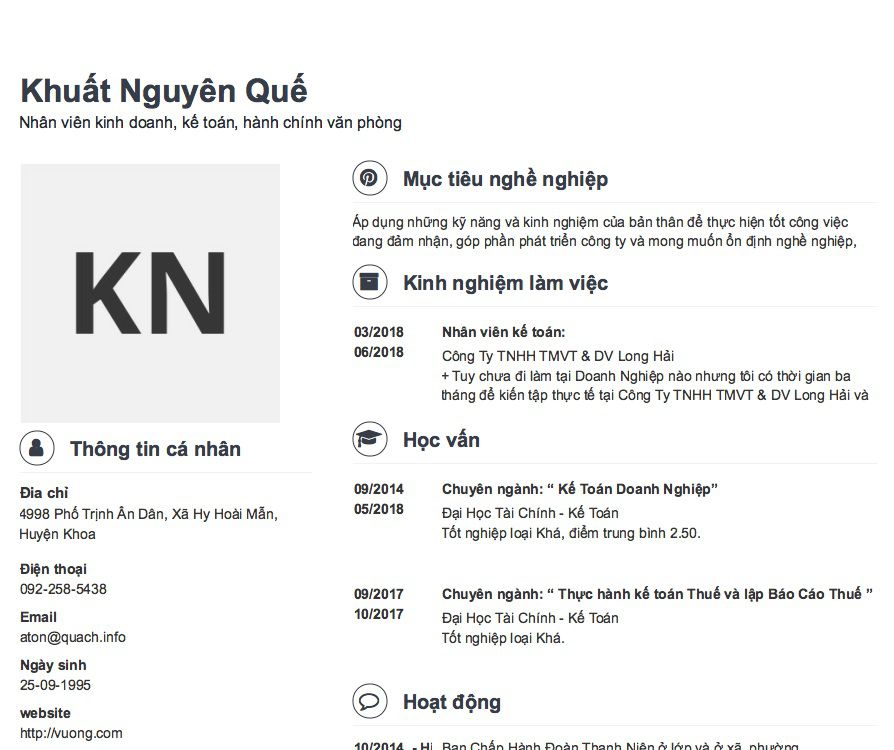 Khuất Nguyên Quế
Nhân viên kinh doanh, kế toán, hành chính văn phòng
KN
Thông tin cá nhân
Địa chỉ
4998 Phố Trịnh Ân Dân, Xã Hy Hoài Mẫn,
Huyện Khoa
Điện thoại
092-258-5438
Email
aton@quach.info
Ngày sinh
25-09-1995
website
http://vuong.com
Mục tiêu nghề nghiệp
Áp dụng những kỹ năng và kinh nghiệm của bản thân để thực hiện tốt công việc
đang đảm nhận, góp phần phát triển công ty và mong muốn ổn định nghề nghiệp,
Kinh nghiệm làm việc
03/2018 Nhân viên kế toán:
06/2018 Công Ty TNHH TMVT & DV Long Hải
+ Tuy chưa đi làm tại Doanh Nghiệp nào nhưng tôi có thời gian ba
tháng để kiến tập thực tế tại Công Ty TNHH TMVT & DV Long Hải và
Học vấn
09/2014 Chuyên ngành: “ Kế Toán Doanh Nghiệp”
05/2018 Đại Học Tài Chính - Kế Toán
Tốt nghiệp loại Khá, điểm trung bình 2.50.
09/2017 Chuyên ngành: “ Thực hành kế toán Thuế và lập Báo Cáo Thuế ”
10/2017 Đại Học Tài Chính - Kế Toán
Tốt nghiệp loại Khá.
Hoạt động
10/2014 - Hi Ban Chấp Hành Đoàn Thanh Niên ở lớp và ở xã, phường